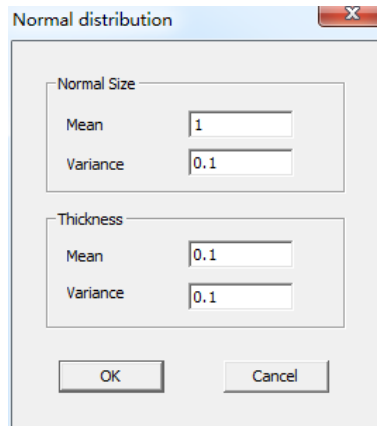 Normal distribution
Normal Size
Mean 1
Variance 0.1
Thickness
Mean 0.1
Variance 0.1
OK Cancel